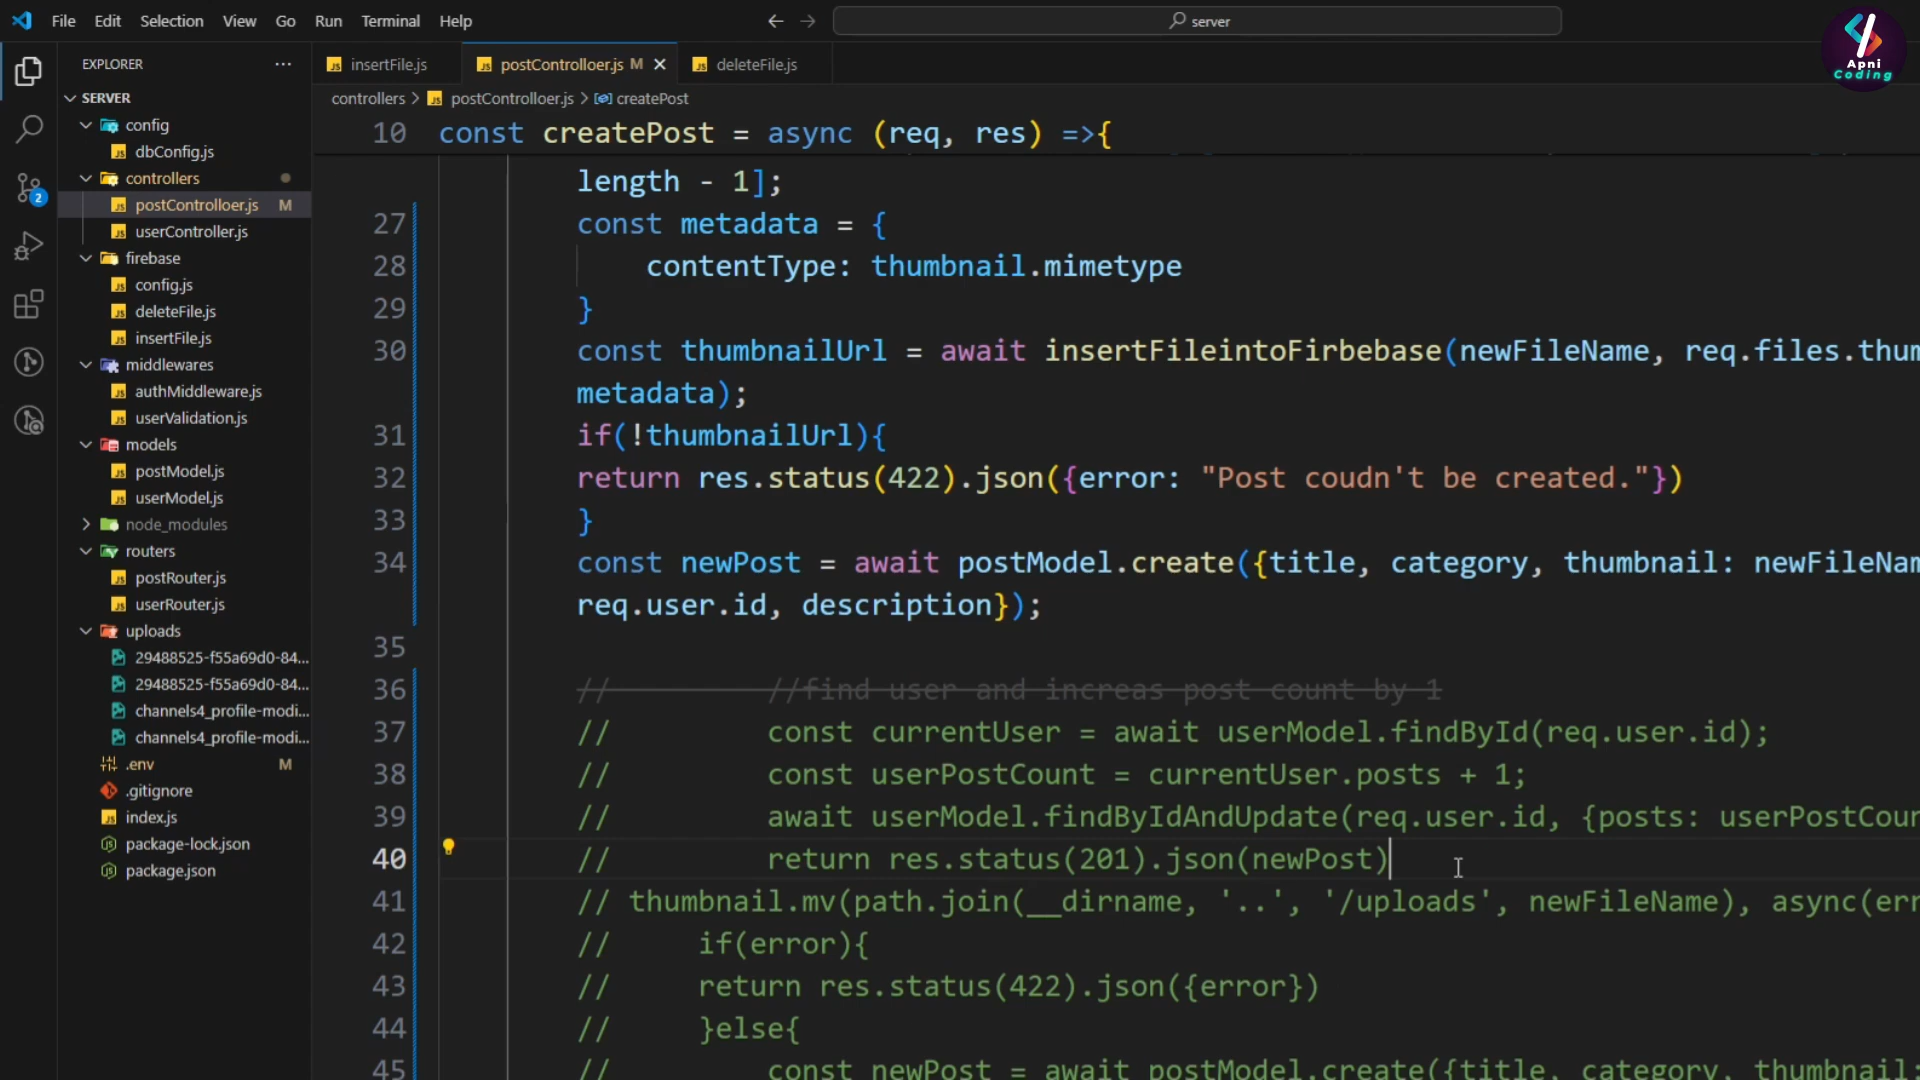 File Edit Selection View Go Run Terminal Help
server
Apni
Coding
EXPLORER
insertFile.js
postControlloer.js M
deleteFile.js
SERVER
controllers > postControlloer.js > createPost
config
dbConfig.js
controllers
postControlloer.js M
userController.js
firebase
config.js
deleteFile.js
insertFile.js
middlewares
authMiddleware.js
userValidation.js
models
postModel.js
userModel.js
node_modules
routers
postRouter.js
userRouter.js
uploads
29488525-f55a69d0-84...
29488525-f55a69d0-84...
channels4_profile-modi...
channels4_profile-modi...
.env M
.gitignore
index.js
package-lock.json
package.json
2
10 const createPost = async (req, res) =>{
length - 1];
27 const metadata = {
28 contentType: thumbnail.mimetype
29 }
30 const thumbnailUrl = await insertFileintoFirbebase(newFileName, req.files.thum
metadata);
31 if(!thumbnailUrl){
32 return res.status(422).json({error: "Post coudn't be created."})
33 }
34 const newPost = await postModel.create({title, category, thumbnail: newFileNam
req.user.id, description});
35
36 // //find user and increas post count by 1
37 // const currentUser = await userModel.findById(req.user.id);
38 // const userPostCount = currentUser.posts + 1;
39 // await userModel.findByIdAndUpdate(req.user.id, {posts: userPostCoun
40 // return res.status(201).json(newPost)
41 // thumbnail.mv(path.join(__dirname, '..', '/uploads', newFileName), async(err
42 // if(error){
43 // return res.status(422).json({error})
44 // }else{
45 // const newPost = await postModel.create({title, category, thumbnail: